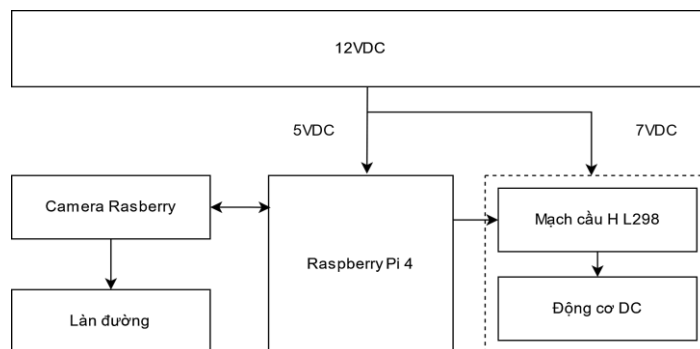 12VDC
5VDC
7VDC
Camera Rasberry
Raspberry Pi 4
Mạch cầu H L298
Làn đường
Động cơ DC